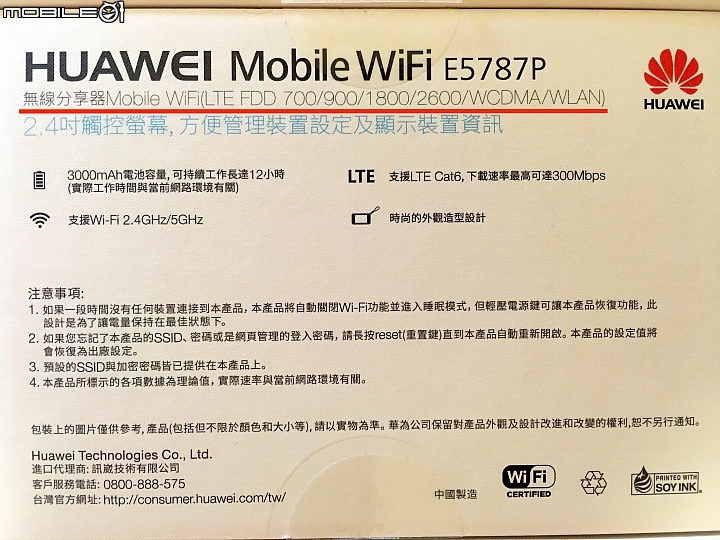 MOBILE01
HUAWEI Mobile WiFi E5787P
無線分享器Mobile WiFi(LTE FDD 700/900/1800/2600/WCDMA/WLAN)
HUAWEI
2.4吋觸控螢幕, 方便管理裝置設定及顯示裝置資訊
3000mAh電池容量, 可持續工作長達12小時
(實際工作時間與當前網路環境有關)
LTE 支援LTE Cat6, 下載速率最高可達300Mbps
支援Wi-Fi 2.4GHz/5GHz
時尚的外觀造型設計
注意事項:
1. 如果一段時間沒有任何裝置連接到本產品，本產品將自動關閉Wi-Fi功能並進入睡眠模式，但輕壓電源鍵可讓本產品恢復功能，此
設計是為了讓電量保持在最佳狀態下。
2. 如果您忘記了本產品的SSID、密碼或是網頁管理的登入密碼，請長按reset(重置鍵)直到本產品自動重新開啟。本產品的設定值將
會恢復為出廠設定。
3. 預設的SSID與加密密碼皆已提供在本產品上。
4. 本產品所標示的各項數據為理論值，實際速率與當前網路環境有關。
包裝上的圖片僅供參考, 產品(包括但不限於顏色和大小等), 請以實物為準。華為公司保留對產品外觀及設計改進和改變的權利,恕不另行通知。
Huawei Technologies Co., Ltd.
進口代理商: 訊崴技術有限公司
客戶服務電話: 0800-888-575
台灣官方網址: http://consumer.huawei.com/tw/
中國製造
Wi Fi
CERTIFIED
PRINTED WITH
SOY INK